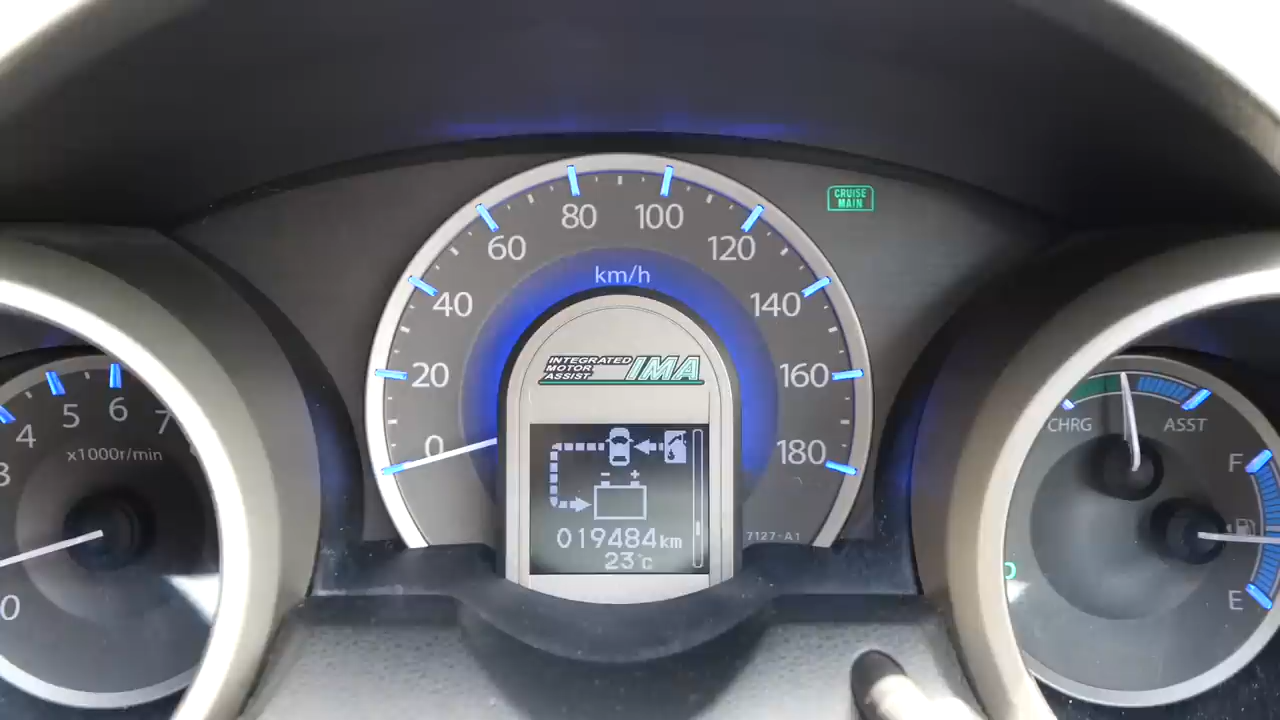 CRUISE
MAIN
80
100
60
120
km/h
40
140
INTEGRATED
MOTOR
ASSIST
IMA
20
160
0
180
- +
019484km
23°C
7127-A1
3
4
5
6
7
x1000r/min
0
CHRG
ASST
F
E